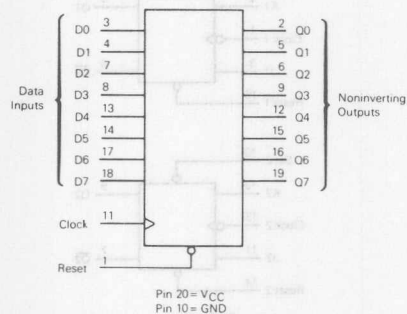 D0 3 2 Q0
D1 4 5 Q1
D2 7 6 Q2
Data Inputs D3 8 9 Q3 Noninverting Outputs
D4 13 12 Q4
D5 14 15 Q5
D6 17 16 Q6
D7 18 19 Q7
Clock 11
Reset 1
Pin 20 = VCC
Pin 10 = GND